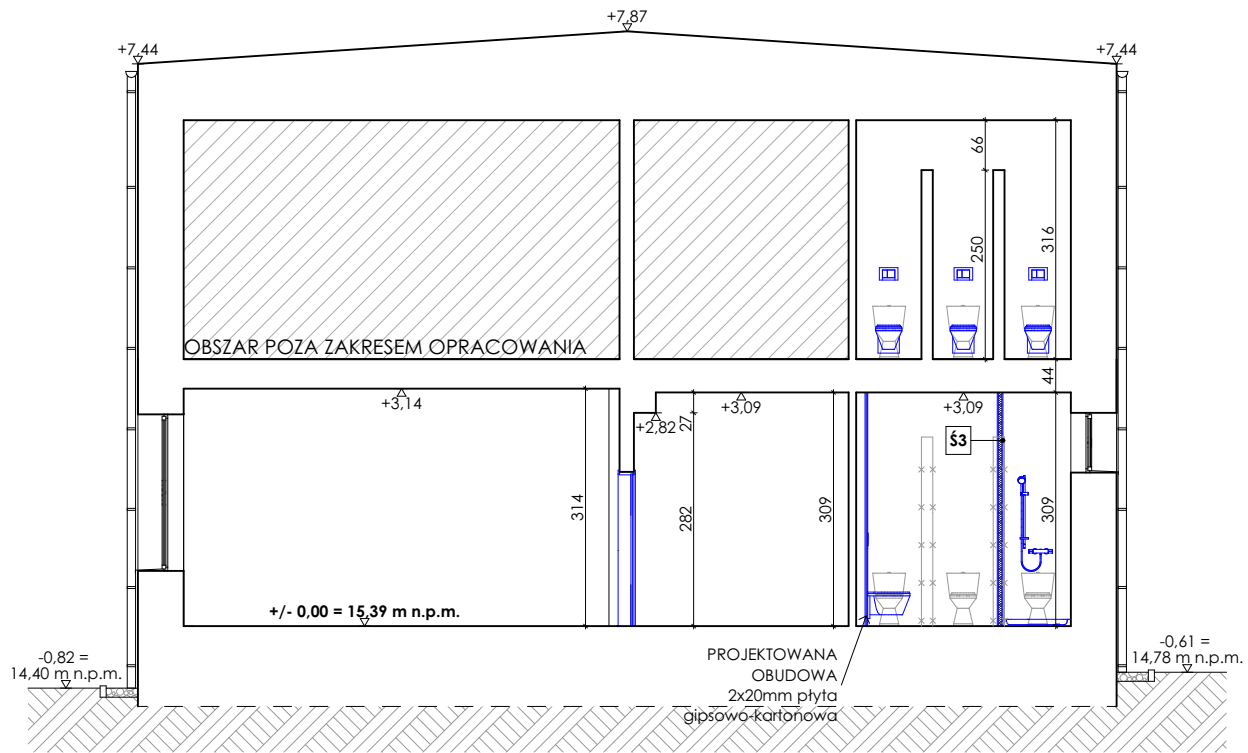 +7,87
+7,44
+7,44
66
250
316
OBSZAR POZA ZAKRESEM OPRACOWANIA
44
+3,14
+2,82
27
+3,09
+3,09
Ś3
314
282
309
309
+/- 0,00 = 15,39 m n.p.m.
-0,82 =
14,40 m n.p.m.
-0,61 =
14,78 m n.p.m.
PROJEKTOWANA
OBUDOWA
2x20mm płyta
gipsowo-kartonowa